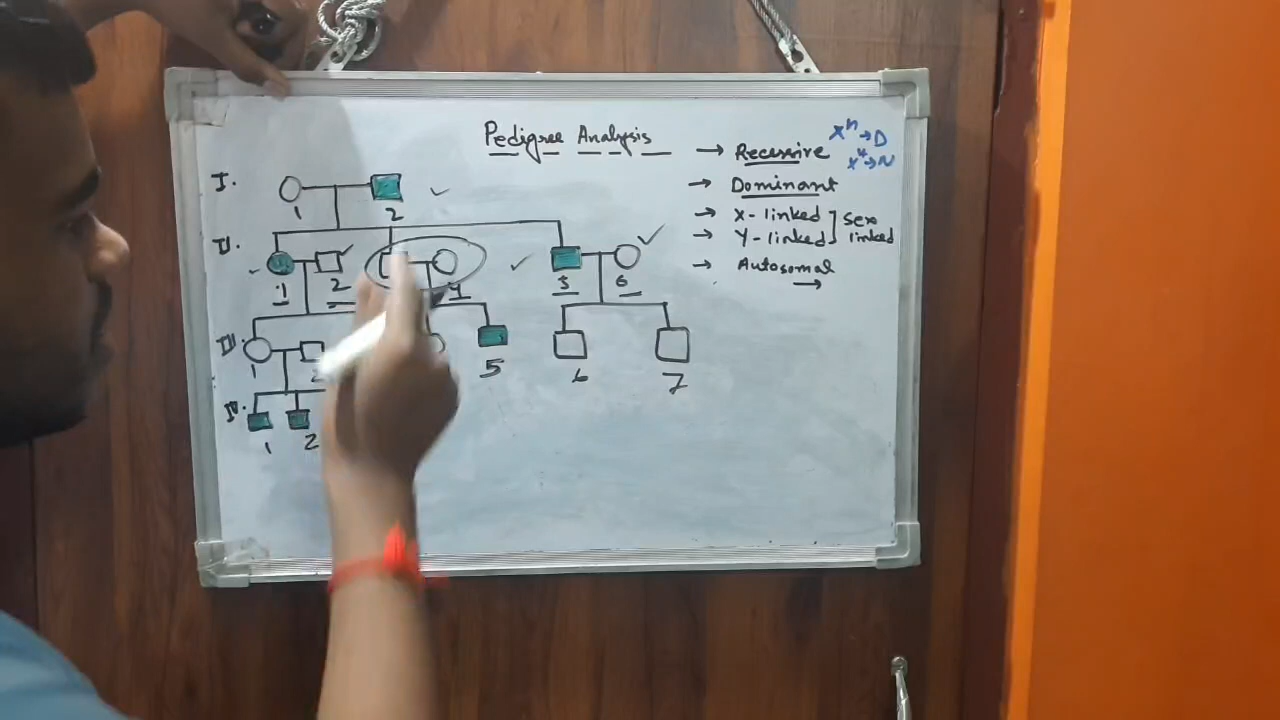 Pedigree Analysis
→ Recessive
X^H → D
X^H → N
→ Dominant
→ X-linked ] Sex
→ Y-linked ] linked
→ Autosomal →
I.
1 2
II.
1 2 5 6
III.
1 5 6 7
IV.
1 2